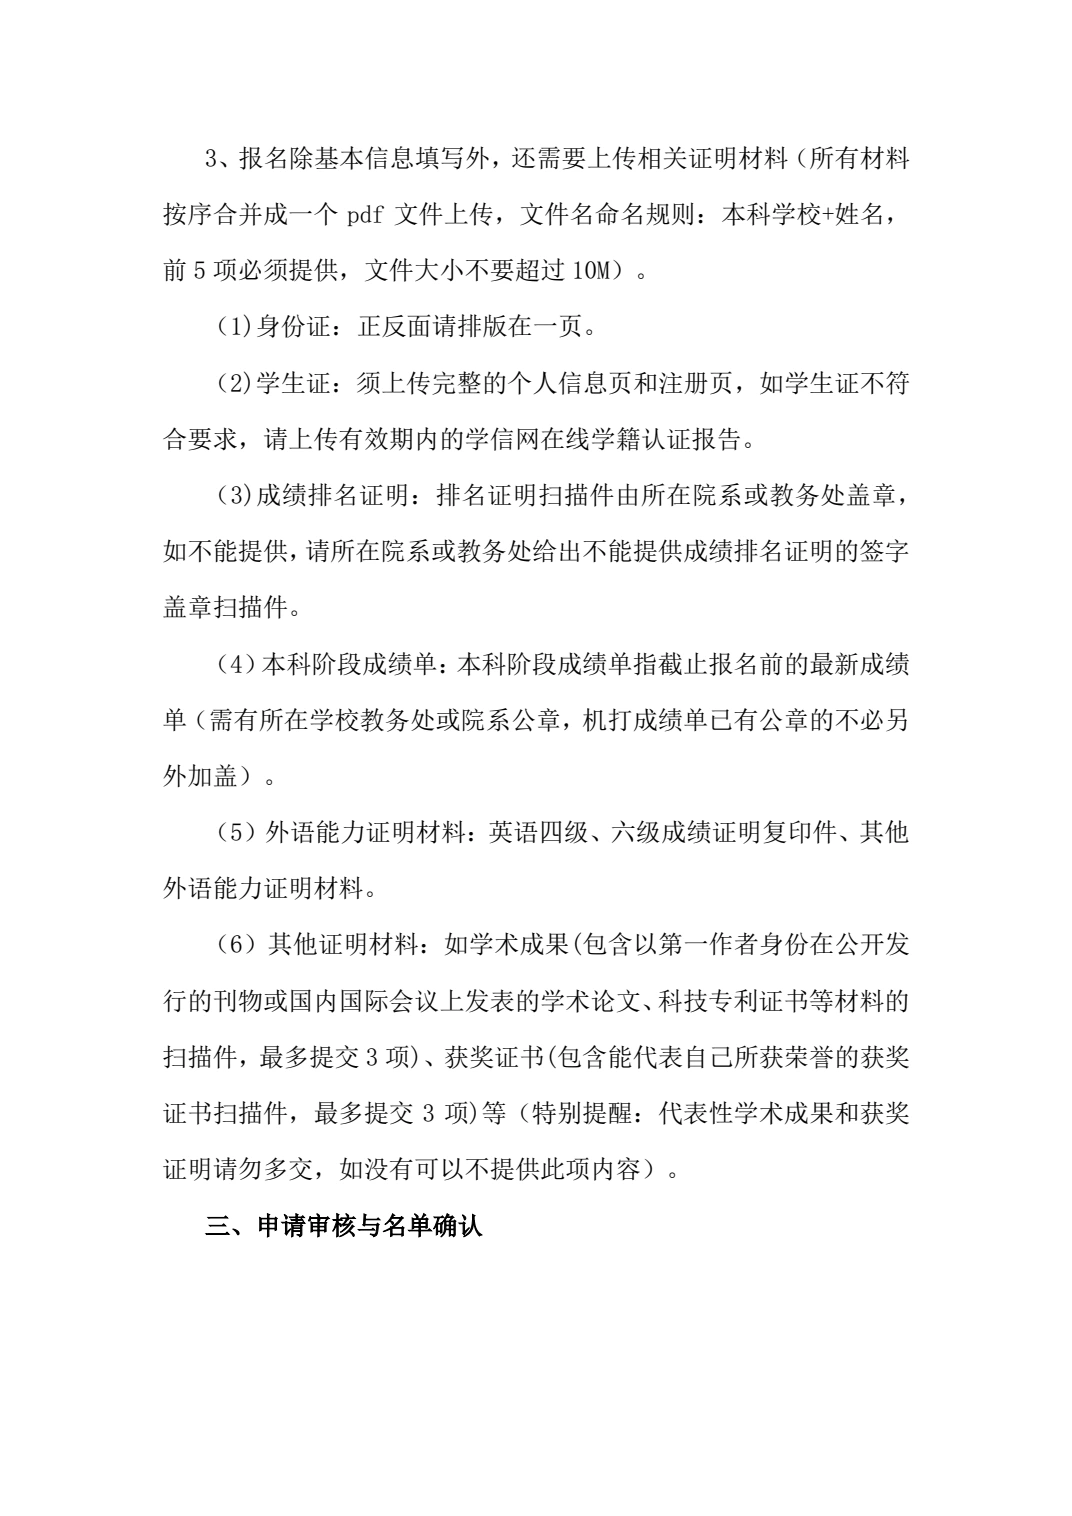 3、报名除基本信息填写外，还需要上传相关证明材料（所有材料
按序合并成一个 pdf 文件上传，文件名命名规则：本科学校+姓名，
前 5 项必须提供，文件大小不要超过 10M）。
（1)身份证：正反面请排版在一页。
（2)学生证：须上传完整的个人信息页和注册页，如学生证不符
合要求，请上传有效期内的学信网在线学籍认证报告。
（3)成绩排名证明：排名证明扫描件由所在院系或教务处盖章，
如不能提供，请所在院系或教务处给出不能提供成绩排名证明的签字
盖章扫描件。
（4）本科阶段成绩单：本科阶段成绩单指截止报名前的最新成绩
单（需有所在学校教务处或院系公章，机打成绩单已有公章的不必另
外加盖）。
（5）外语能力证明材料：英语四级、六级成绩证明复印件、其他
外语能力证明材料。
（6）其他证明材料：如学术成果(包含以第一作者身份在公开发
行的刊物或国内国际会议上发表的学术论文、科技专利证书等材料的
扫描件，最多提交 3 项)、获奖证书(包含能代表自己所获荣誉的获奖
证书扫描件，最多提交 3 项)等（特别提醒：代表性学术成果和获奖
证明请勿多交，如没有可以不提供此项内容）。
三、申请审核与名单确认